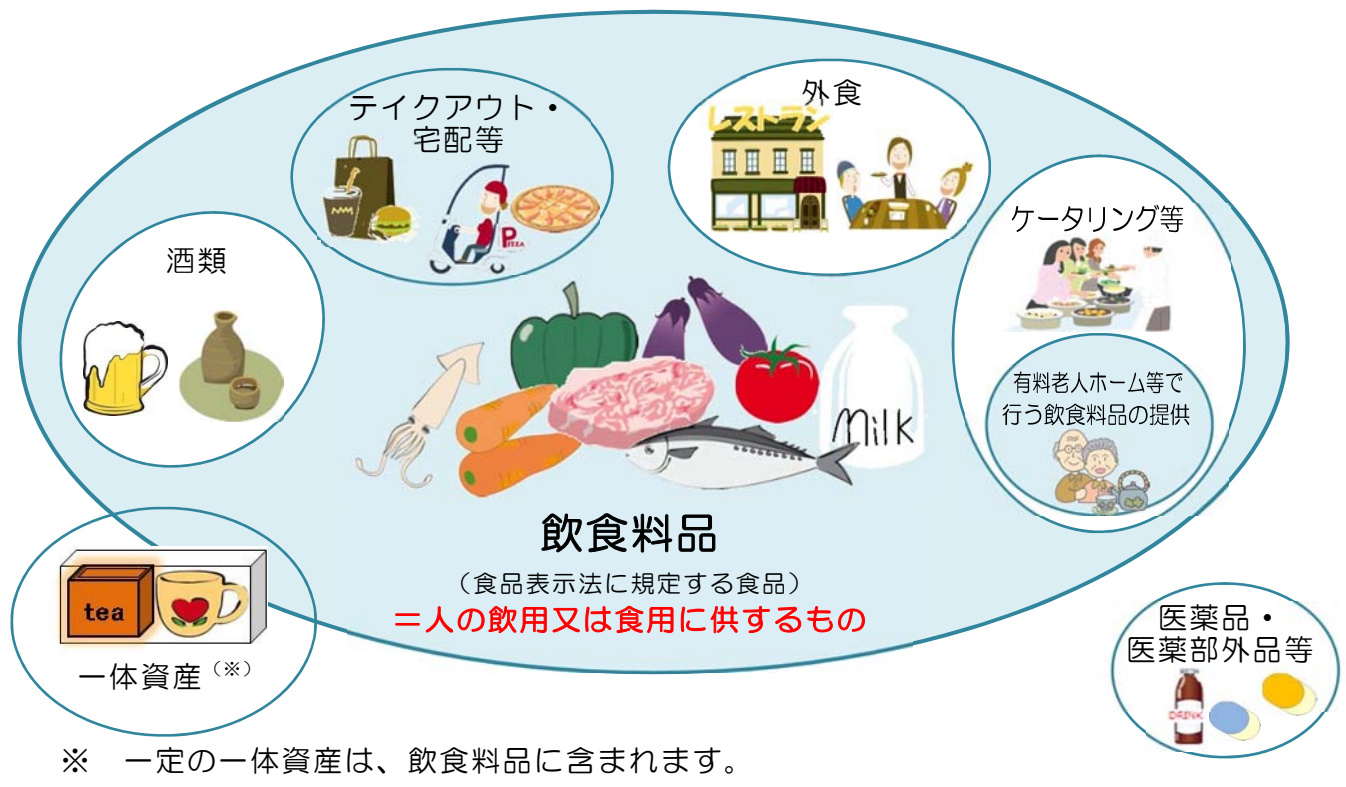 テイクアウト・
宅配等
PIZZA
外食
レストラン
ケータリング等
有料老人ホーム等で
行う飲食料品の提供
酒類
Milk
飲食料品
（食品表示法に規定する食品）
＝人の飲用又は食用に供するもの
tea
一体資産（※）
医薬品・
医薬部外品等
DRINK
※　一定の一体資産は、飲食料品に含まれます。